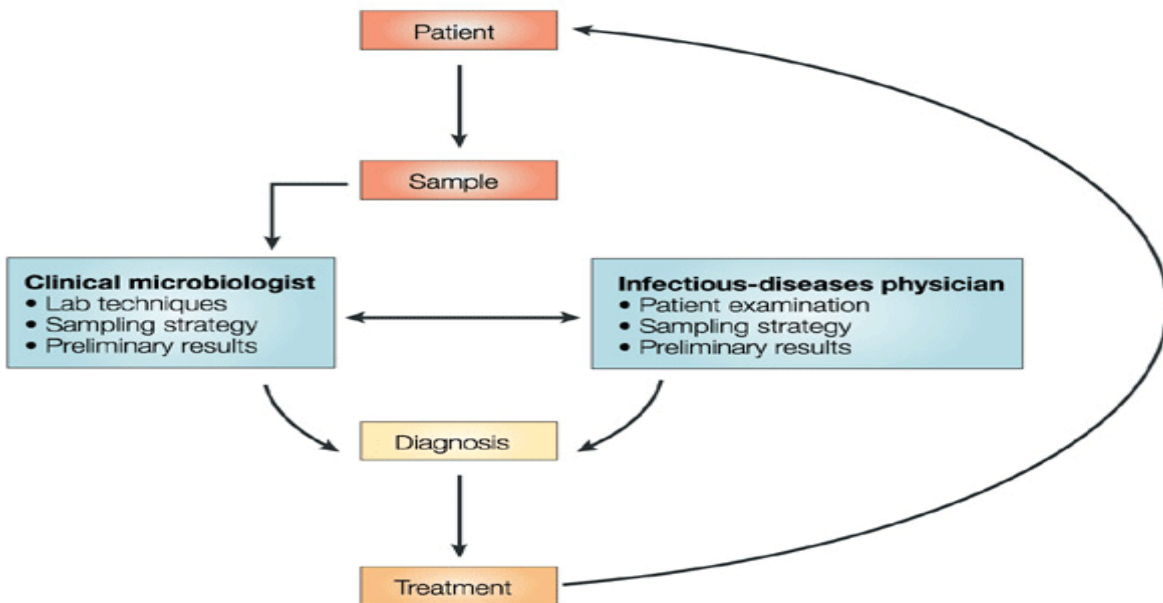 Patient
Sample
Clinical microbiologist
• Lab techniques
• Sampling strategy
• Preliminary results
Infectious-diseases physician
• Patient examination
• Sampling strategy
• Preliminary results
Diagnosis
Treatment